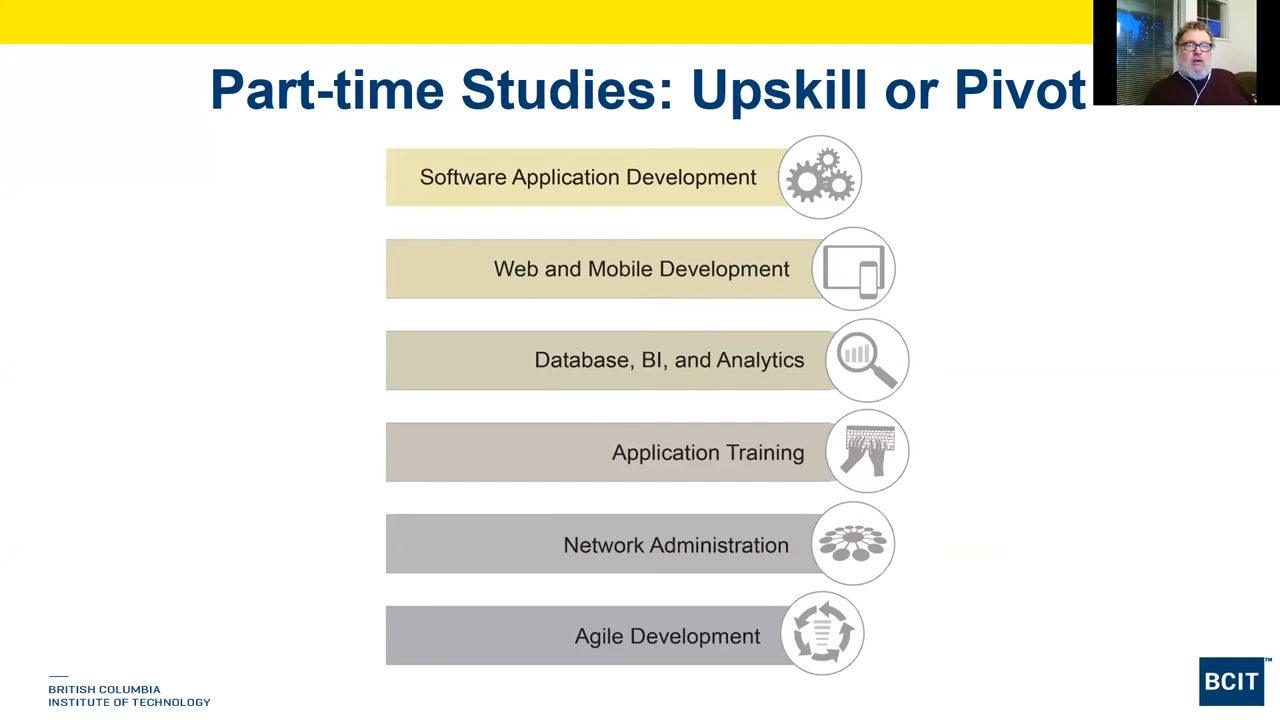 Part-time Studies: Upskill or Pivot
Software Application Development
Web and Mobile Development
Database, BI, and Analytics
Application Training
Network Administration
Agile Development
BRITISH COLUMBIA
INSTITUTE OF TECHNOLOGY
BCIT™